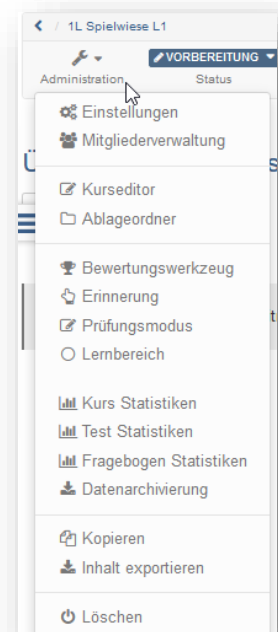 1L Spielwiese L1
VORBEREITUNG
Administration
Status
Einstellungen
Mitgliederverwaltung
Kurseditor
Ablageordner
Bewertungswerkzeug
Erinnerung
Prüfungsmodus
Lernbereich
Kurs Statistiken
Test Statistiken
Fragebogen Statistiken
Datenarchivierung
Kopieren
Inhalt exportieren
Löschen